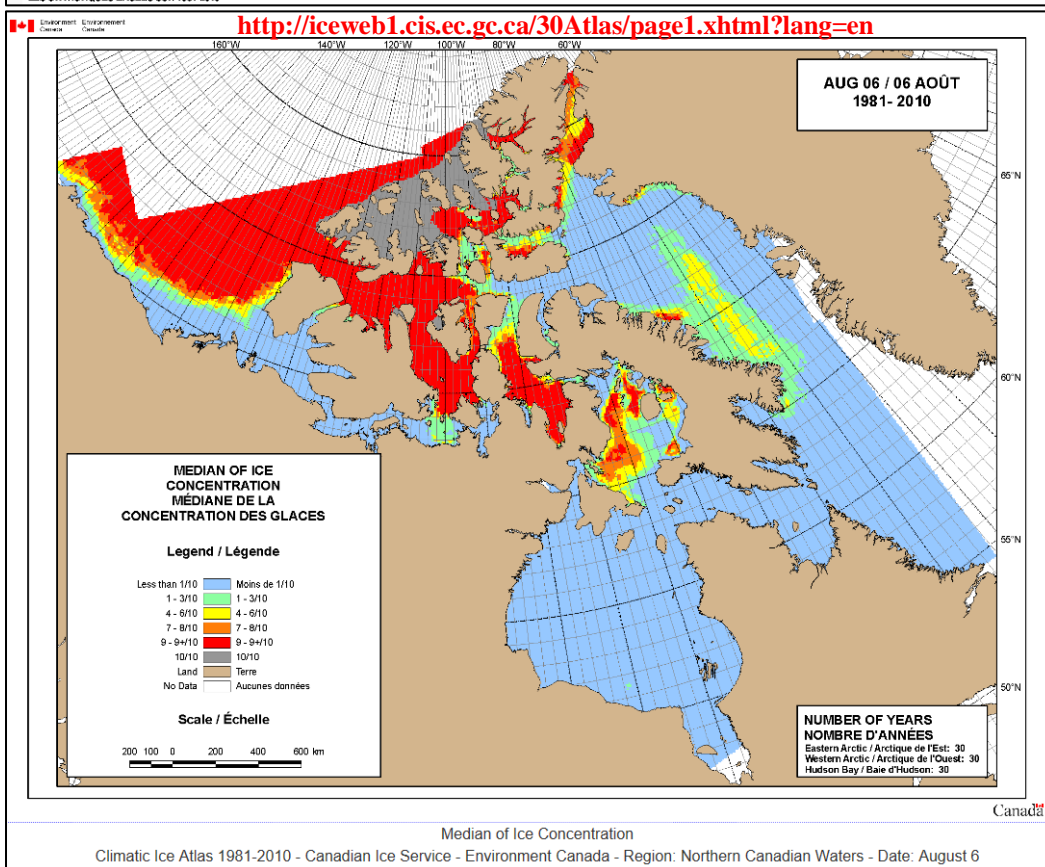 Environment Environnement
Canada Canada
http://iceweb1.cis.ec.gc.ca/30Atlas/page1.xhtml?lang=en
160°W 140°W 120°W 100°W 90°W 80°W 70°W 60°W
AUG 06 / 06 AOÛT
1981- 2010
65°N
60°N
55°N
50°N
MEDIAN OF ICE
CONCENTRATION
MÉDIANE DE LA
CONCENTRATION DES GLACES
Legend / Légende
Less than 1/10 Moins de 1/10
1 - 3/10 1 - 3/10
4 - 6/10 4 - 6/10
7 - 8/10 7 - 8/10
9 - 9+/10 9 - 9+/10
10/10 10/10
Land Terre
No Data Aucunes données
Scale / Échelle
200 100 0 200 400 600 km
NUMBER OF YEARS
NOMBRE D'ANNÉES
Eastern Arctic / Arctique de l'Est: 30
Western Arctic / Arctique de l'Ouest: 30
Hudson Bay / Baie d'Hudson: 30
Canada
Median of Ice Concentration
Climatic Ice Atlas 1981-2010 - Canadian Ice Service - Environment Canada - Region: Northern Canadian Waters - Date: August 6